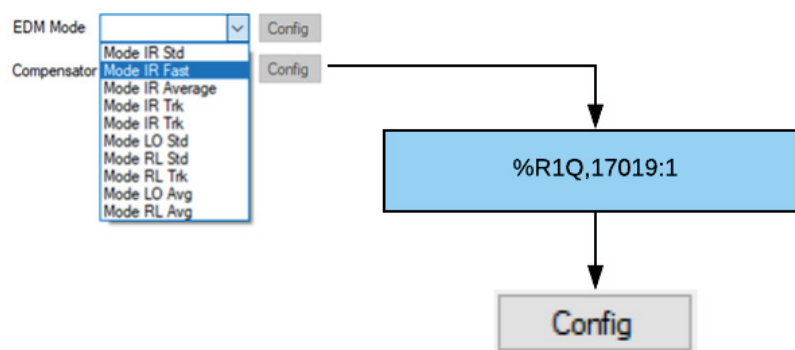 EDM Mode
Config
Mode IR Std
Compensator
Mode IR Fast
Config
Mode IR Average
Mode IR Trk
Mode IR Trk
Mode LO Std
Mode RL Std
Mode RL Trk
Mode LO Avg
Mode RL Avg
%R1Q,17019:1
Config